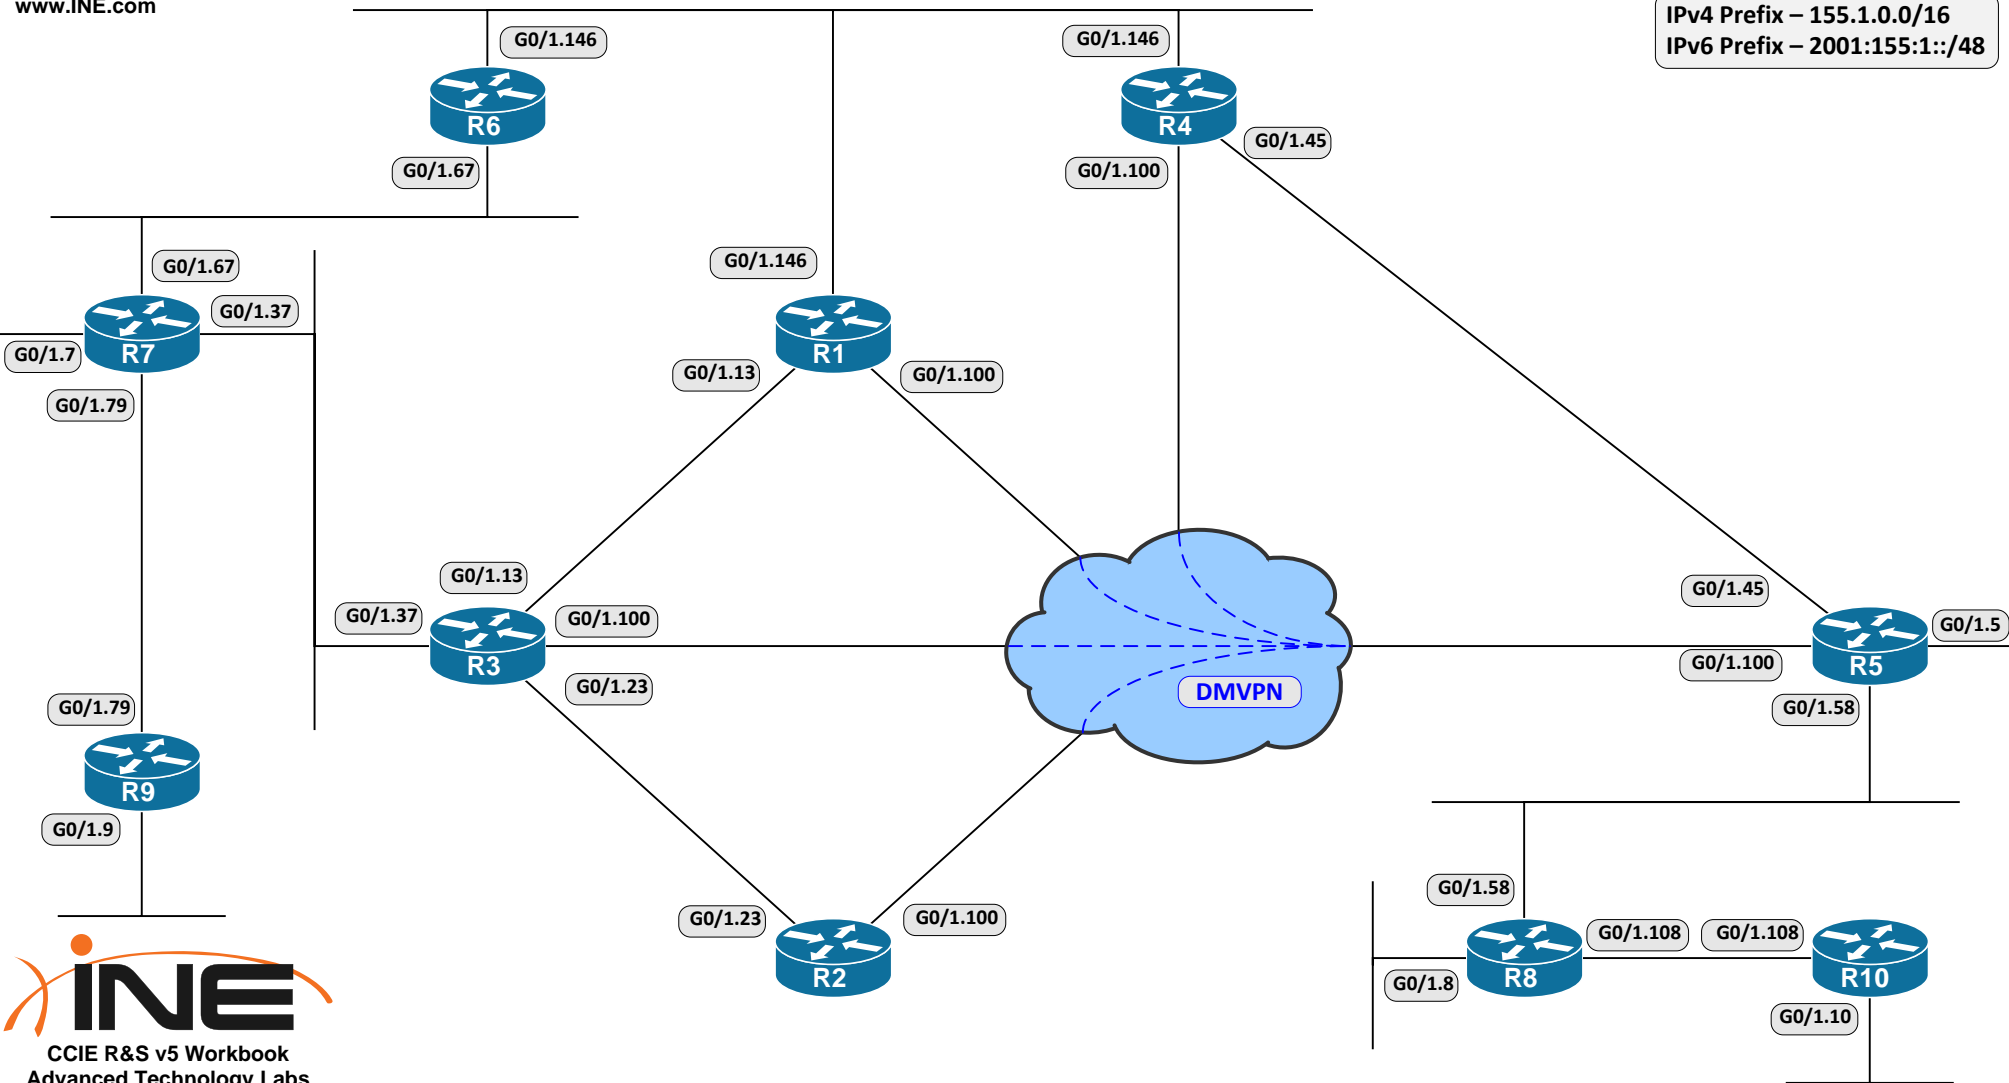 www.INE.com
IPv4 Prefix – 155.1.0.0/16
IPv6 Prefix – 2001:155:1::/48
G0/1.146
G0/1.146
R6
R4
G0/1.45
G0/1.67
G0/1.100
G0/1.67
G0/1.146
G0/1.37
R7
G0/1.7
R1
G0/1.13
G0/1.100
G0/1.79
G0/1.13
G0/1.45
G0/1.37
G0/1.100
G0/1.5
R3
R5
G0/1.100
G0/1.23
DMVPN
G0/1.79
G0/1.58
R9
G0/1.9
G0/1.58
G0/1.23
G0/1.100
G0/1.108
G0/1.108
R2
R8
R10
G0/1.8
G0/1.10
iNE
CCIE R&S v5 Workbook
Advanced Technology Labs